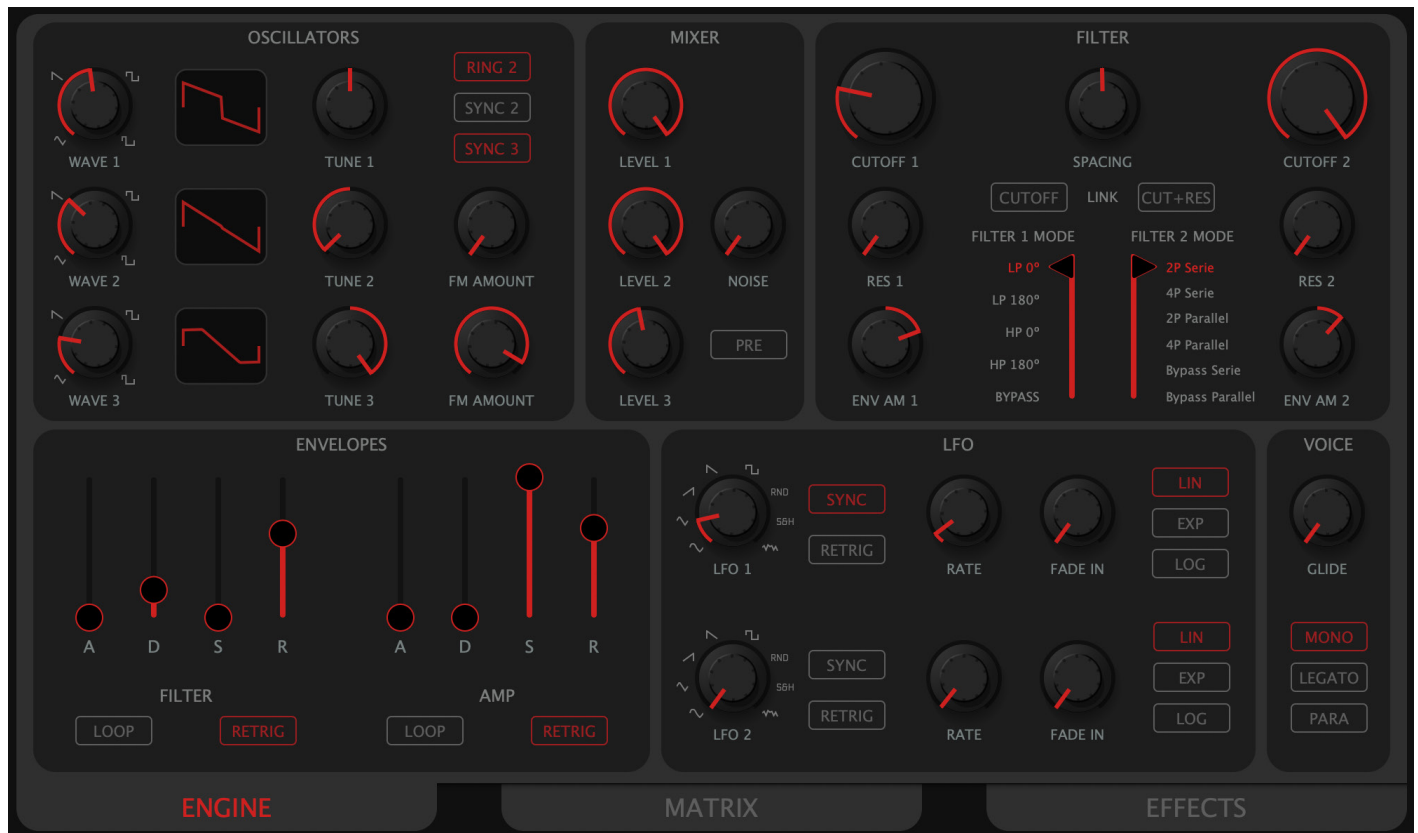 OSCILLATORS
RING 2
SYNC 2
SYNC 3
WAVE 1
TUNE 1
WAVE 2
TUNE 2
FM AMOUNT
WAVE 3
TUNE 3
FM AMOUNT
MIXER
LEVEL 1
LEVEL 2
NOISE
PRE
LEVEL 3
FILTER
CUTOFF 1
SPACING
CUTOFF 2
CUTOFF
LINK
CUT+RES
FILTER 1 MODE
FILTER 2 MODE
RES 1
LP 0º
LP 180º
HP 0º
HP 180º
BYPASS
2P Serie
4P Serie
2P Parallel
4P Parallel
Bypass Serie
Bypass Parallel
RES 2
ENV AM 1
ENV AM 2
ENVELOPES
A D S R
A D S R
FILTER
AMP
LOOP
RETRIG
LOOP
RETRIG
LFO
RND
S&H
SYNC
RETRIG
LFO 1
RATE
FADE IN
LIN
EXP
LOG
RND
S&H
SYNC
RETRIG
LFO 2
RATE
FADE IN
LIN
EXP
LOG
VOICE
GLIDE
MONO
LEGATO
PARA
ENGINE
MATRIX
EFFECTS